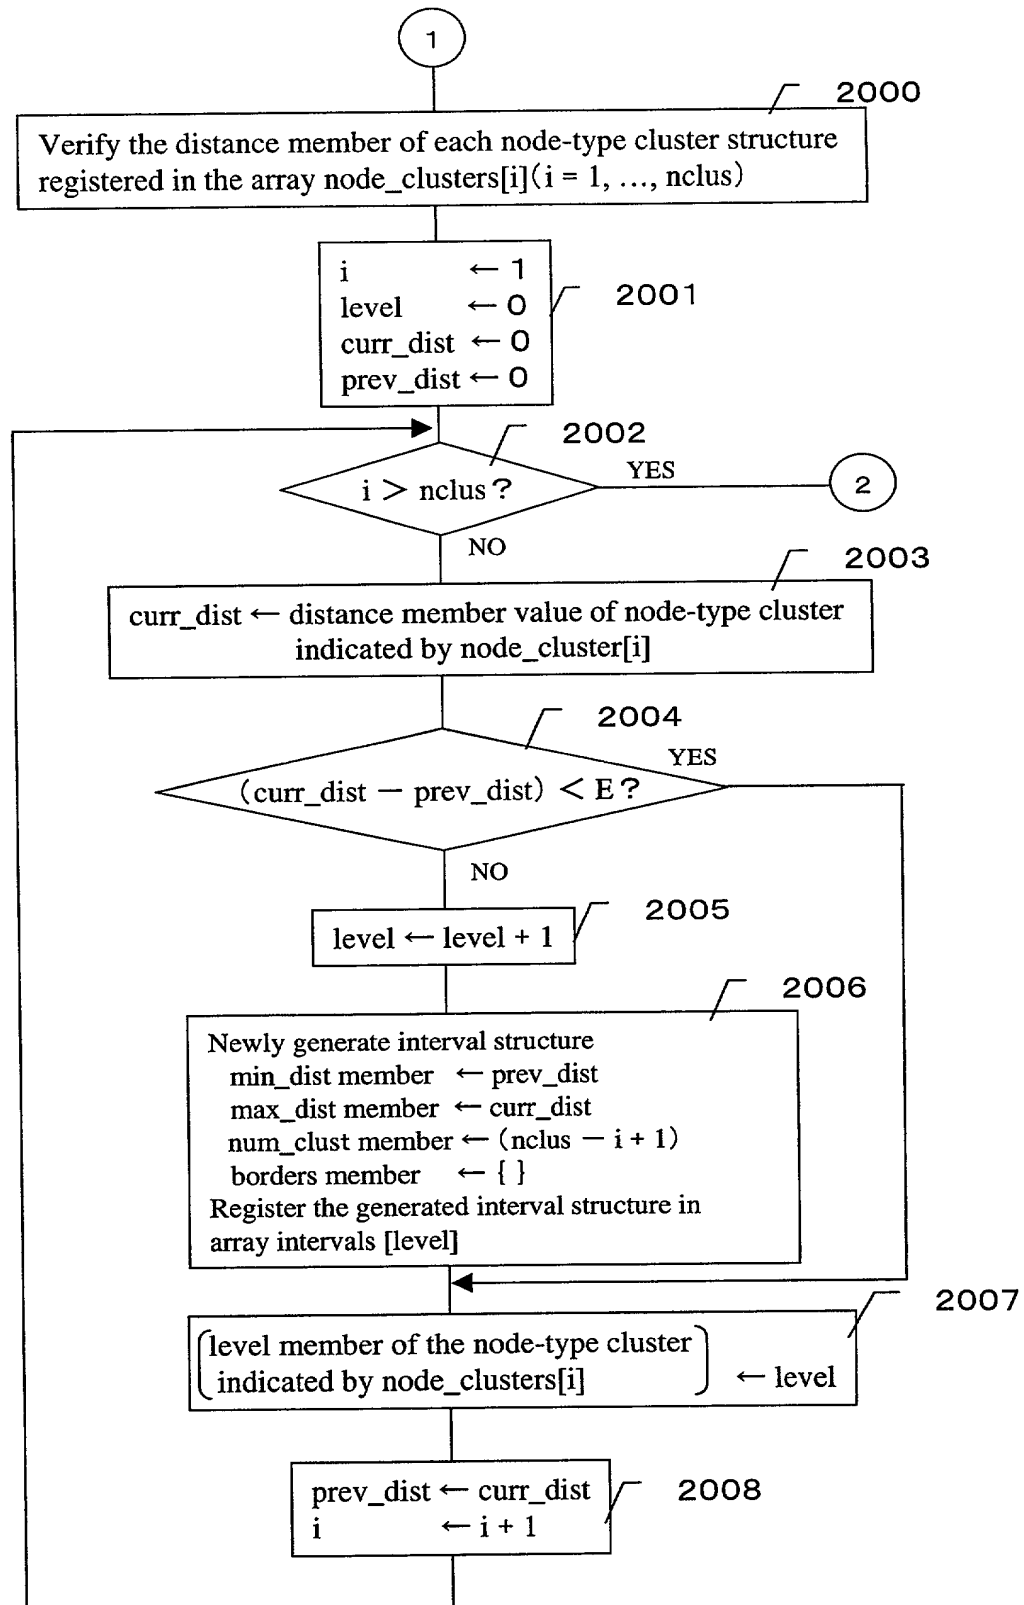 1
2000
Verify the distance member of each node-type cluster structure
registered in the array node_clusters[i](i = 1, ..., nclus)
i ← 1
level ← 0
curr_dist ← 0
prev_dist ← 0
2001
2002
i > nclus?
YES
2
NO
2003
curr_dist ← distance member value of node-type cluster
indicated by node_cluster[i]
2004
YES
(curr_dist − prev_dist) < E?
NO
2005
level ← level + 1
2006
Newly generate interval structure
min_dist member ← prev_dist
max_dist member ← curr_dist
num_clust member ← (nclus − i + 1)
borders member ← { }
Register the generated interval structure in
array intervals [level]
2007
level member of the node-type cluster
indicated by node_clusters[i] ← level
2008
prev_dist ← curr_dist
i ← i + 1